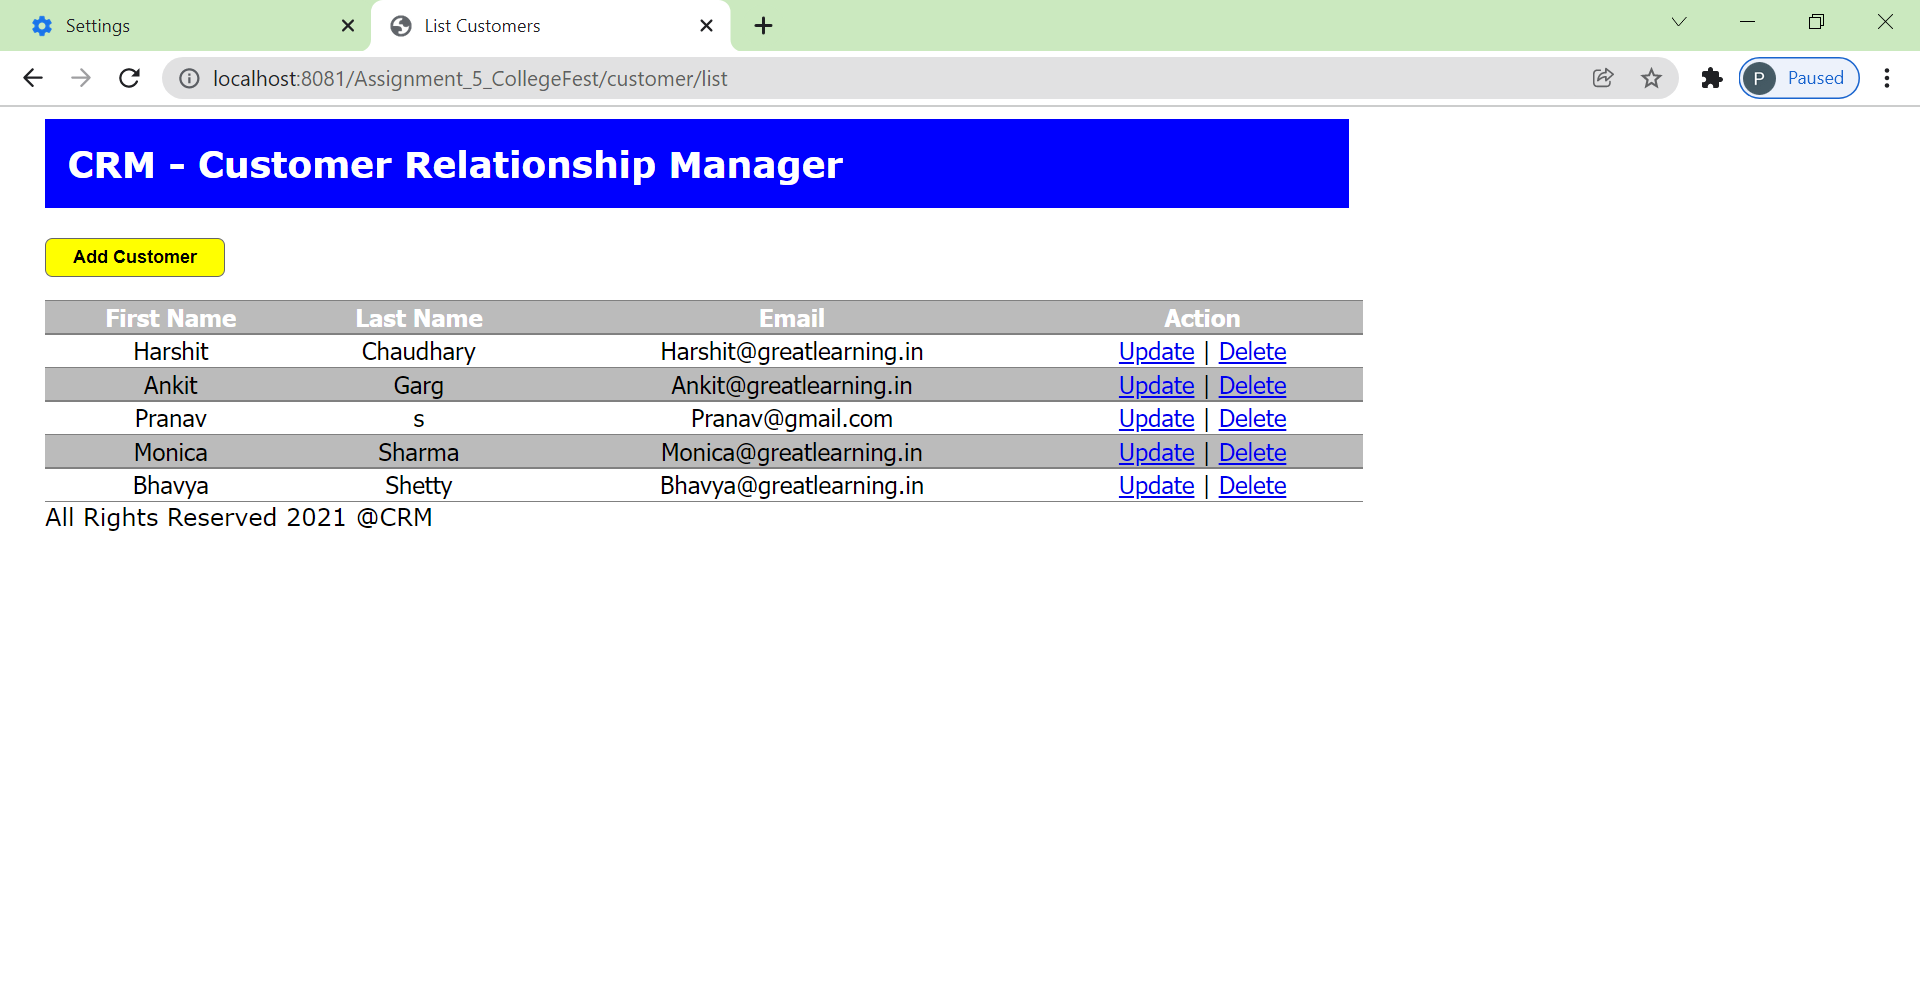 Settings
List Customers
localhost:8081/Assignment_5_CollegeFest/customer/list
P Paused
CRM - Customer Relationship Manager
Add Customer
First Name Last Name Email Action
Harshit Chaudhary Harshit@greatlearning.in Update | Delete
Ankit Garg Ankit@greatlearning.in Update | Delete
Pranav s Pranav@gmail.com Update | Delete
Monica Sharma Monica@greatlearning.in Update | Delete
Bhavya Shetty Bhavya@greatlearning.in Update | Delete
All Rights Reserved 2021 @CRM